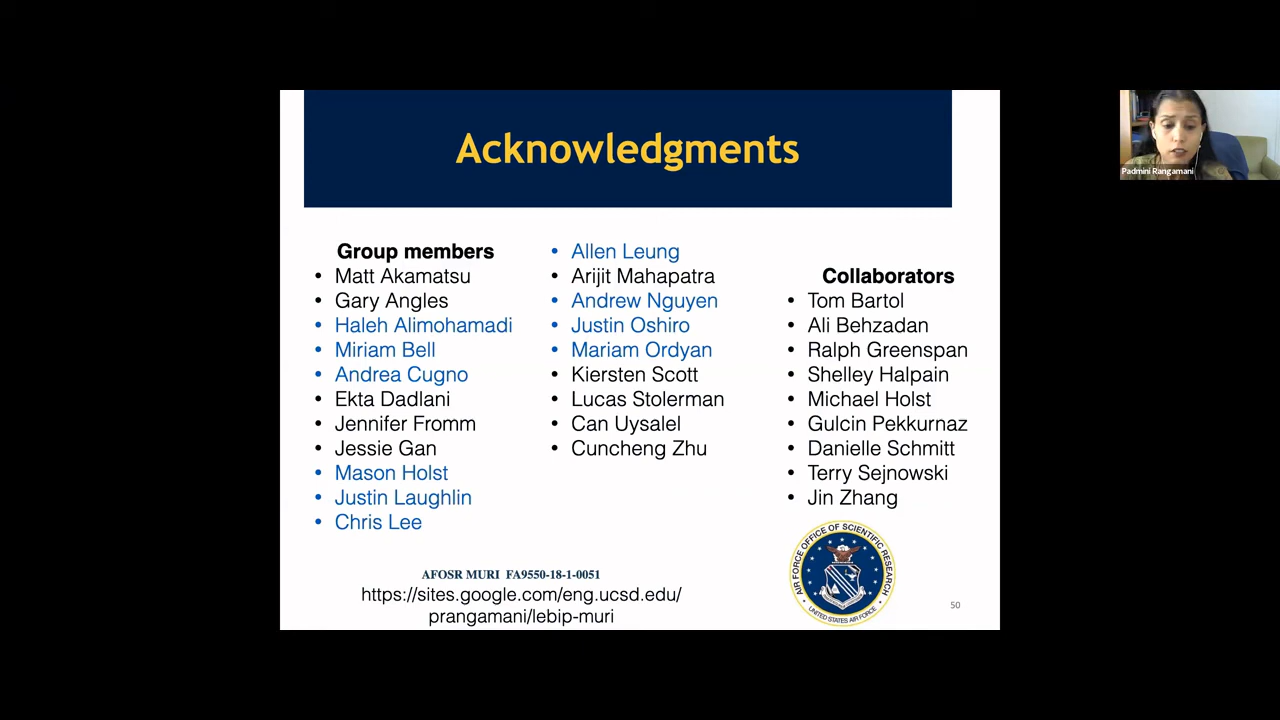 Acknowledgments
Group members
• Matt Akamatsu
• Gary Angles
• Haleh Alimohamadi
• Miriam Bell
• Andrea Cugno
• Ekta Dadlani
• Jennifer Fromm
• Jessie Gan
• Mason Holst
• Justin Laughlin
• Chris Lee
• Allen Leung
• Arijit Mahapatra
• Andrew Nguyen
• Justin Oshiro
• Mariam Ordyan
• Kiersten Scott
• Lucas Stolerman
• Can Uysalel
• Cuncheng Zhu
Collaborators
• Tom Bartol
• Ali Behzadan
• Ralph Greenspan
• Shelley Halpain
• Michael Holst
• Gulcin Pekkurnaz
• Danielle Schmitt
• Terry Sejnowski
• Jin Zhang
AFOSR MURI FA9550-18-1-0051
https://sites.google.com/eng.ucsd.edu/
prangamani/lebip-muri
AIR FORCE OFFICE OF SCIENTIFIC RESEARCH
UNITED STATES AIR FORCE
50
Padmini Rangamani